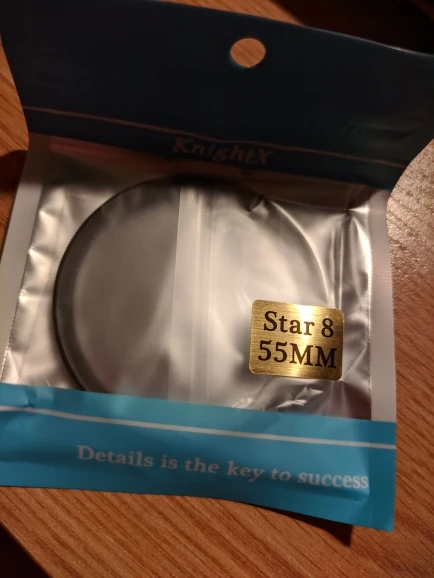 KnightX
Star 8
55MM
Details is the key to success